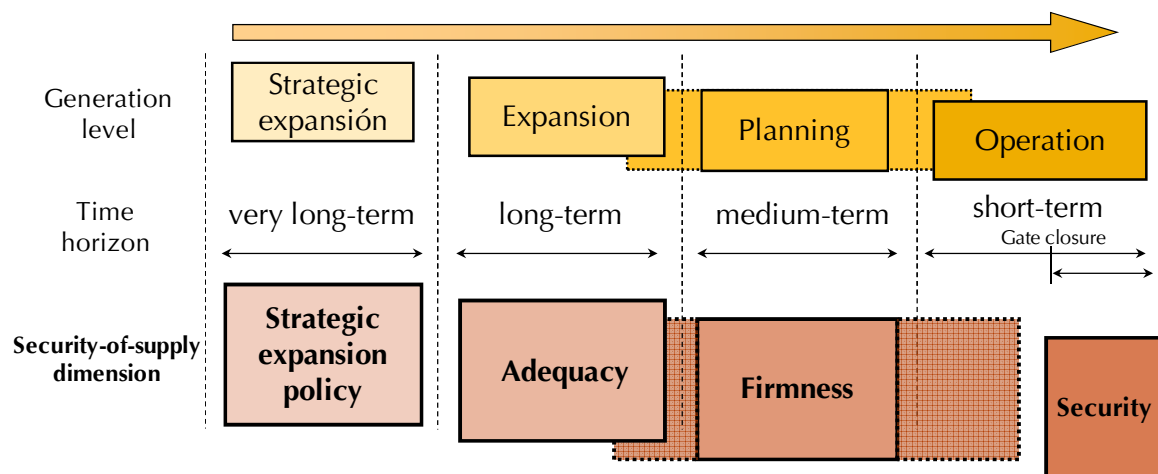 Generation
level
Strategic
expansión
Expansion
Planning
Operation
Time
horizon
very long-term
long-term
medium-term
short-term
Gate closure
Security-of-supply
dimension
Strategic
expansion
policy
Adequacy
Firmness
Security